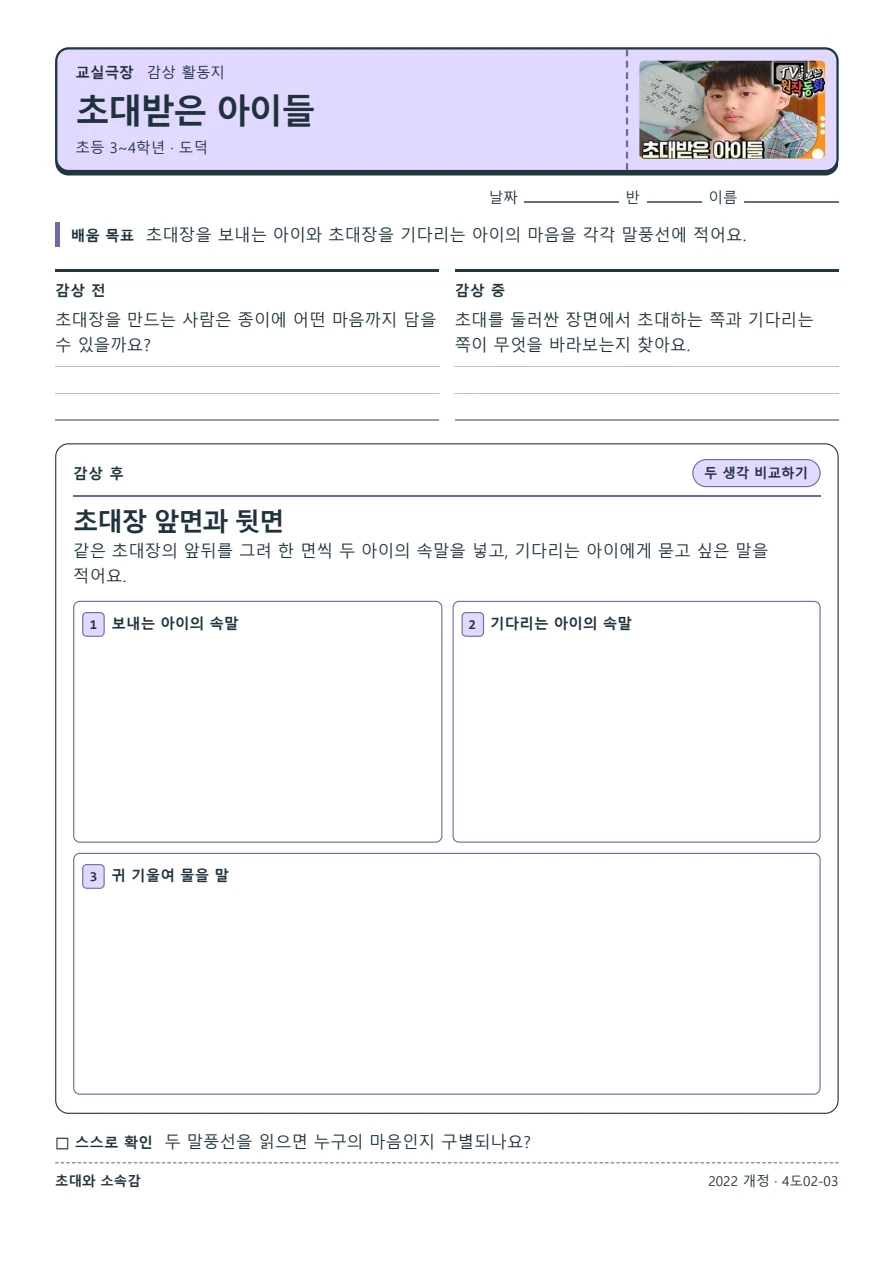 교실극장 감상 활동지
초대받은 아이들
초등 3~4학년 · 도덕
초대받은 아이들
날짜 반 이름
배움 목표 초대장을 보내는 아이와 초대장을 기다리는 아이의 마음을 각각 말풍선에 적어요.
감상 전
초대장을 만드는 사람은 종이에 어떤 마음까지 담을
수 있을까요?
감상 중
초대를 둘러싼 장면에서 초대하는 쪽과 기다리는
쪽이 무엇을 바라보는지 찾아요.
감상 후
두 생각 비교하기
초대장 앞면과 뒷면
같은 초대장의 앞뒤를 그려 한 면씩 두 아이의 속말을 넣고, 기다리는 아이에게 묻고 싶은 말을
적어요.
1 보내는 아이의 속말
2 기다리는 아이의 속말
3 귀 기울여 물을 말
스스로 확인 두 말풍선을 읽으면 누구의 마음인지 구별되나요?
초대와 소속감
2022 개정 · 4도02-03